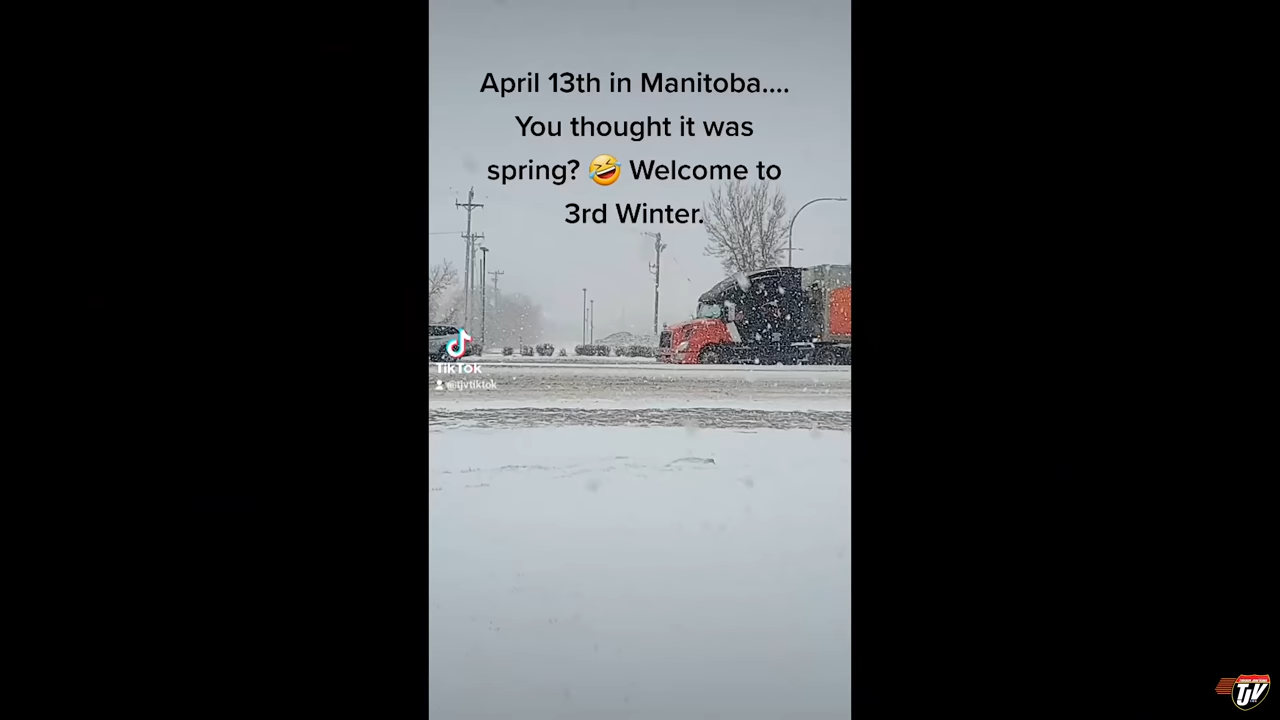 April 13th in Manitoba....
You thought it was
spring? 🤣 Welcome to
3rd Winter.
TikTok
@tjvtiktok
TJV